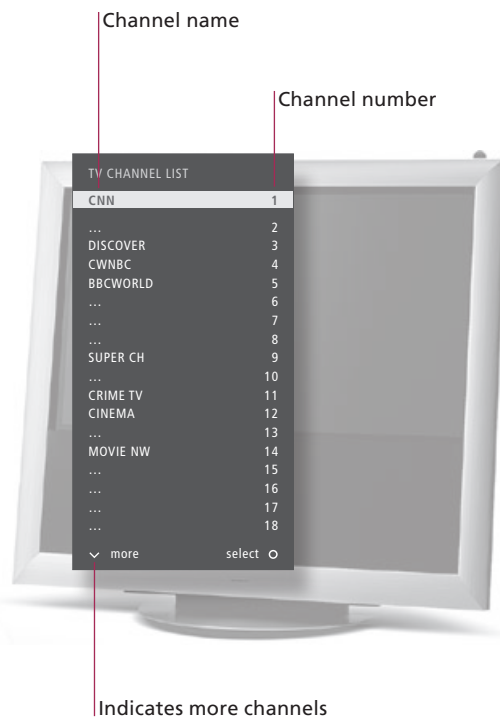 Channel name
Channel number
TV CHANNEL LIST
CNN 1
... 2
DISCOVER 3
CWNBC 4
BBCWORLD 5
... 6
... 7
... 8
SUPER CH 9
... 10
CRIME TV 11
CINEMA 12
... 13
MOVIE NW 14
... 15
... 16
... 17
... 18
more select
Indicates more channels